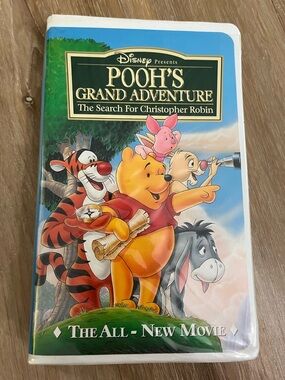 Disney Presents
POOH'S
GRAND ADVENTURE
The Search For Christopher Robin
THE ALL-NEW MOVIE